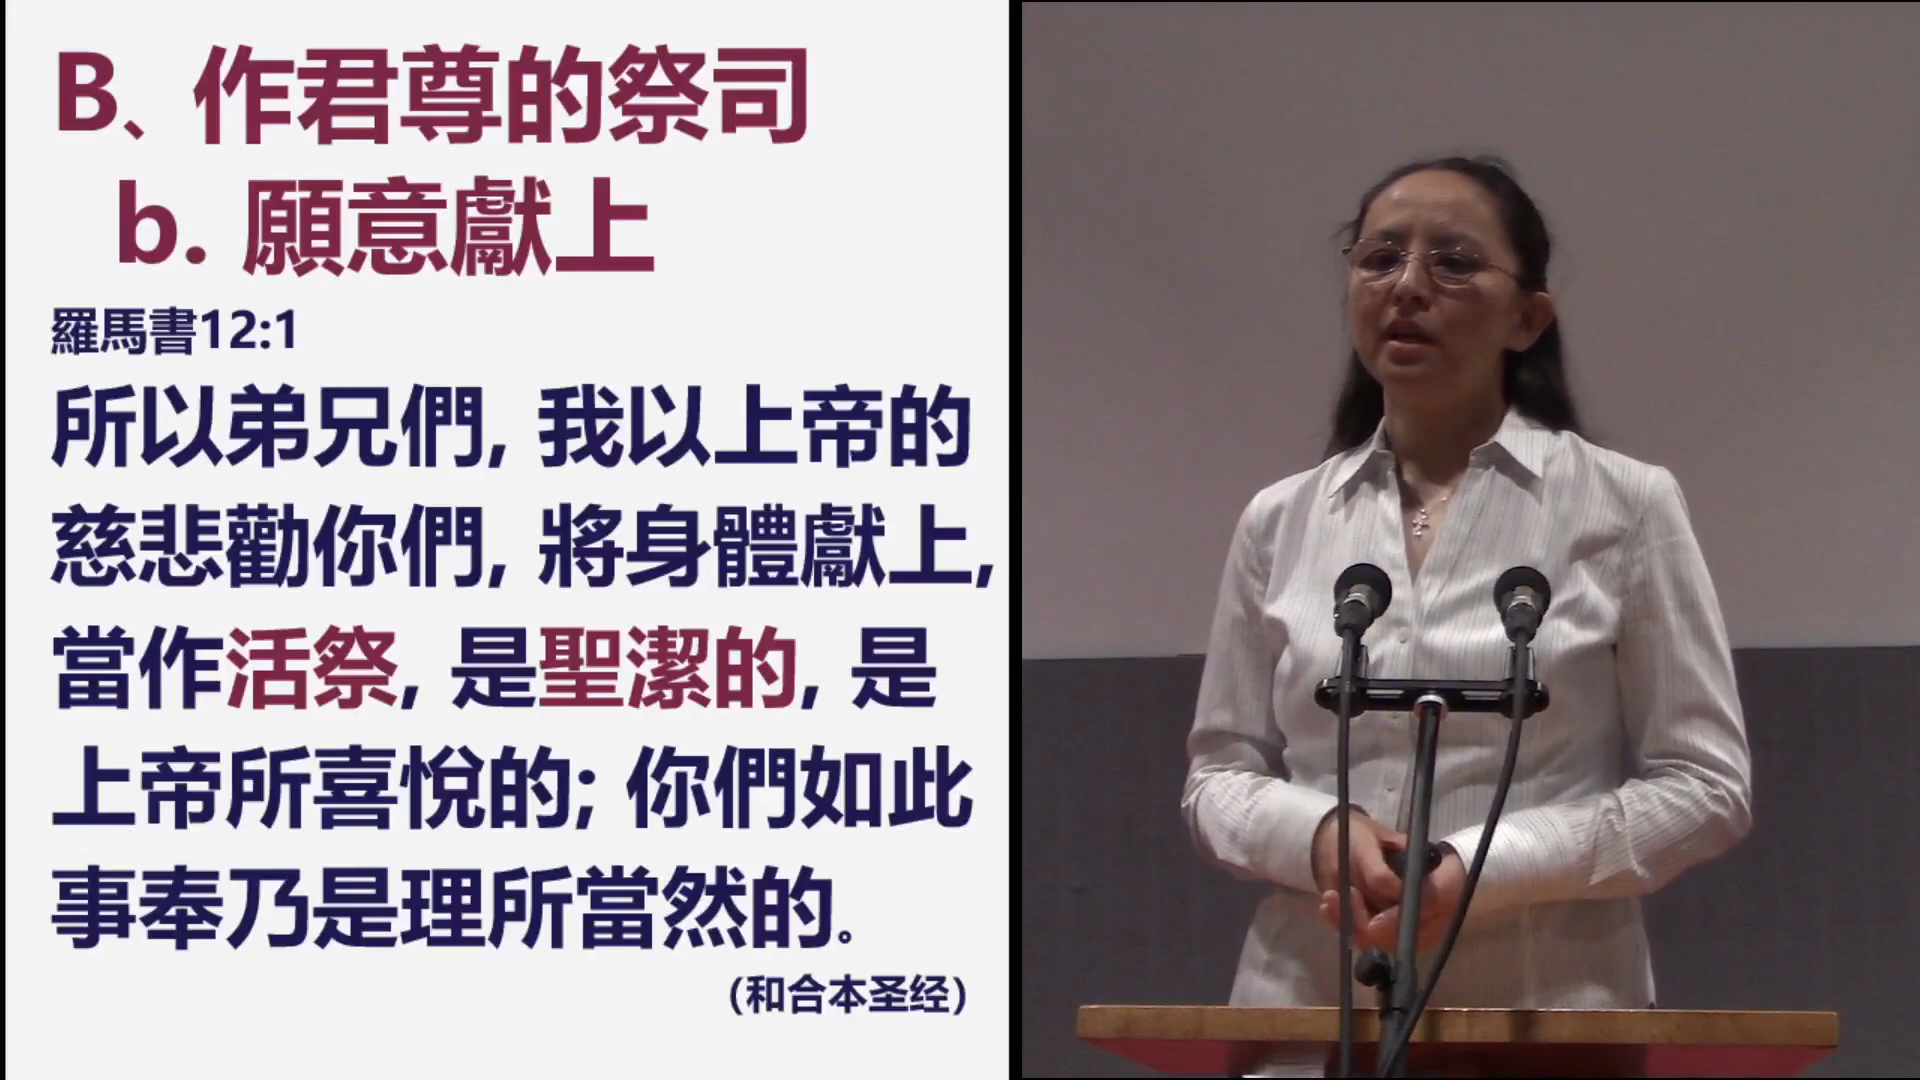 B、作君尊的祭司
b. 願意獻上
羅馬書12:1
所以弟兄們, 我以上帝的
慈悲勸你們, 將身體獻上,
當作活祭, 是聖潔的, 是
上帝所喜悅的; 你們如此
事奉乃是理所當然的。
(和合本圣经)